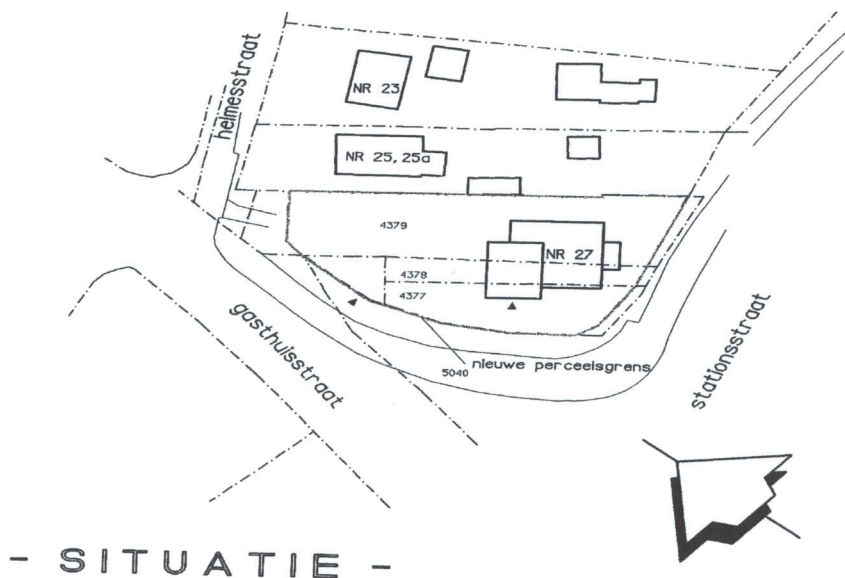 helmesstraat
NR 23
NR 25, 25a
4379
NR 27
4378
4377
gasthuisstraat
5040 nieuwe perceelsgrens
stationsstraat
- SITUATIE -